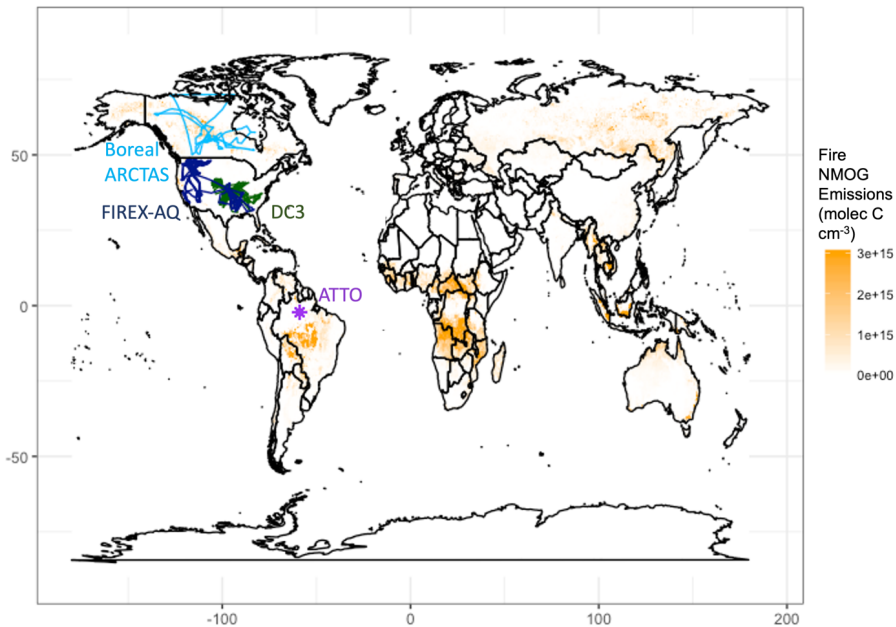 50
0
-50
-100
0
100
200
Boreal
ARCTAS
FIREX-AQ
DC3
ATTO
Fire
NMOG
Emissions
(molec C
cm-3)
3e+15
2e+15
1e+15
0e+00